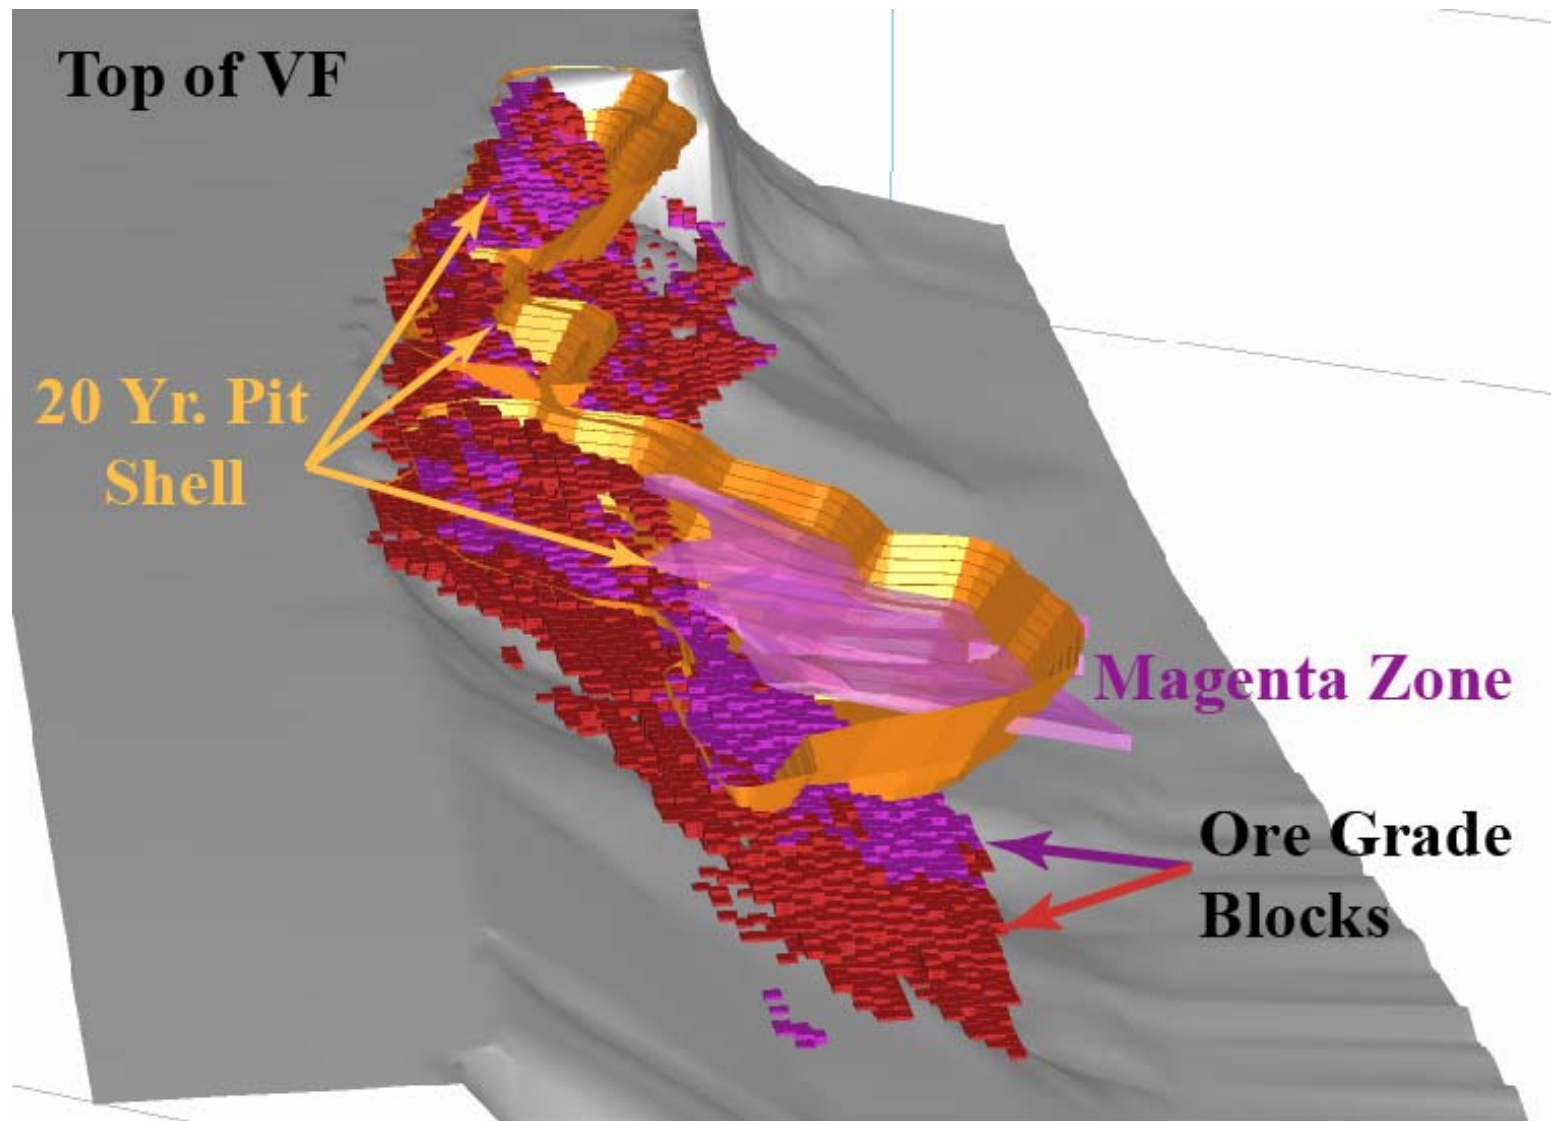 Top of VF
20 Yr. Pit
Shell
Magenta Zone
Ore Grade
Blocks